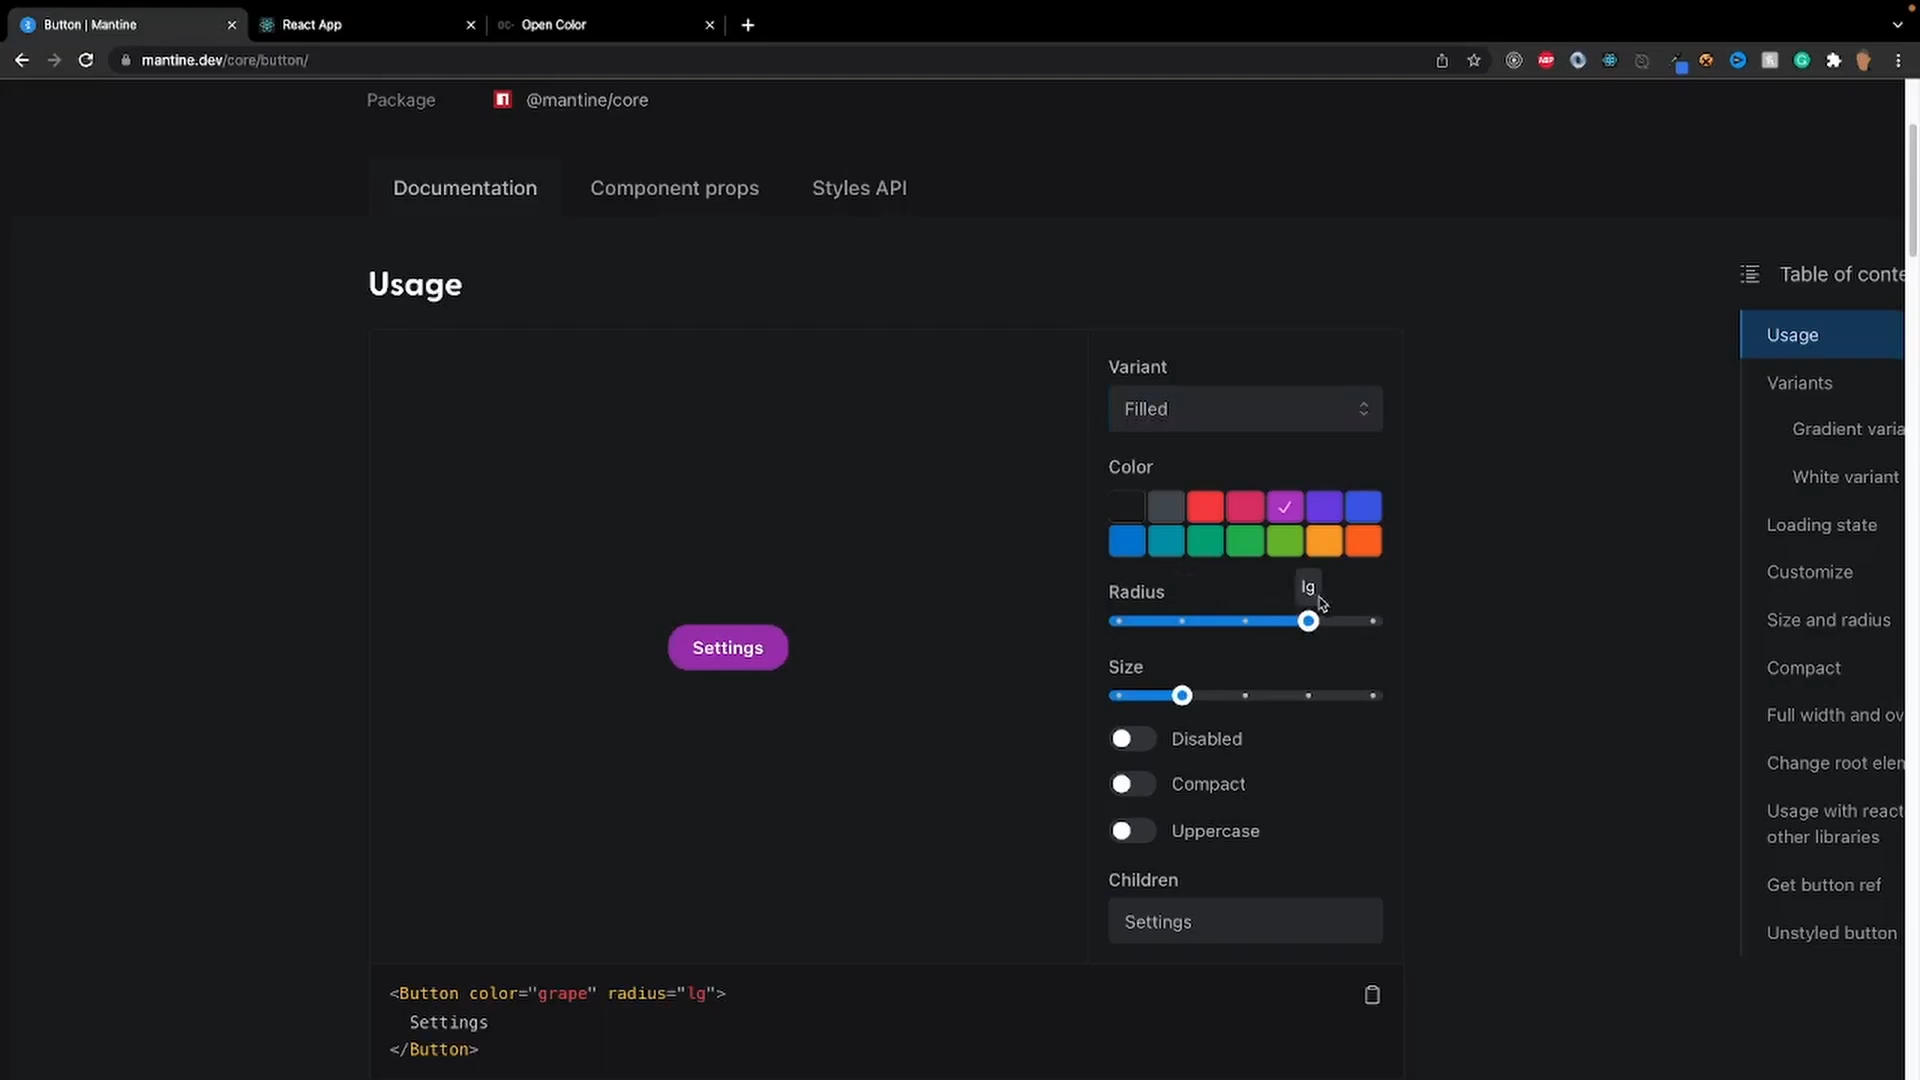 Button | Mantine
React App
OC-
Open Color
mantine.dev/core/button/
ABP
Package
@mantine/core
Documentation
Component props
Styles API
Usage
Table of conte
Usage
Variants
Gradient varia
White variant
Loading state
Customize
Size and radius
Compact
Full width and ov
Change root elem
Usage with react
other libraries
Get button ref
Unstyled button
Variant
Filled
Color
Radius
lg
Size
Disabled
Compact
Uppercase
Children
Settings
Settings
<Button color="grape" radius="lg">
Settings
</Button>